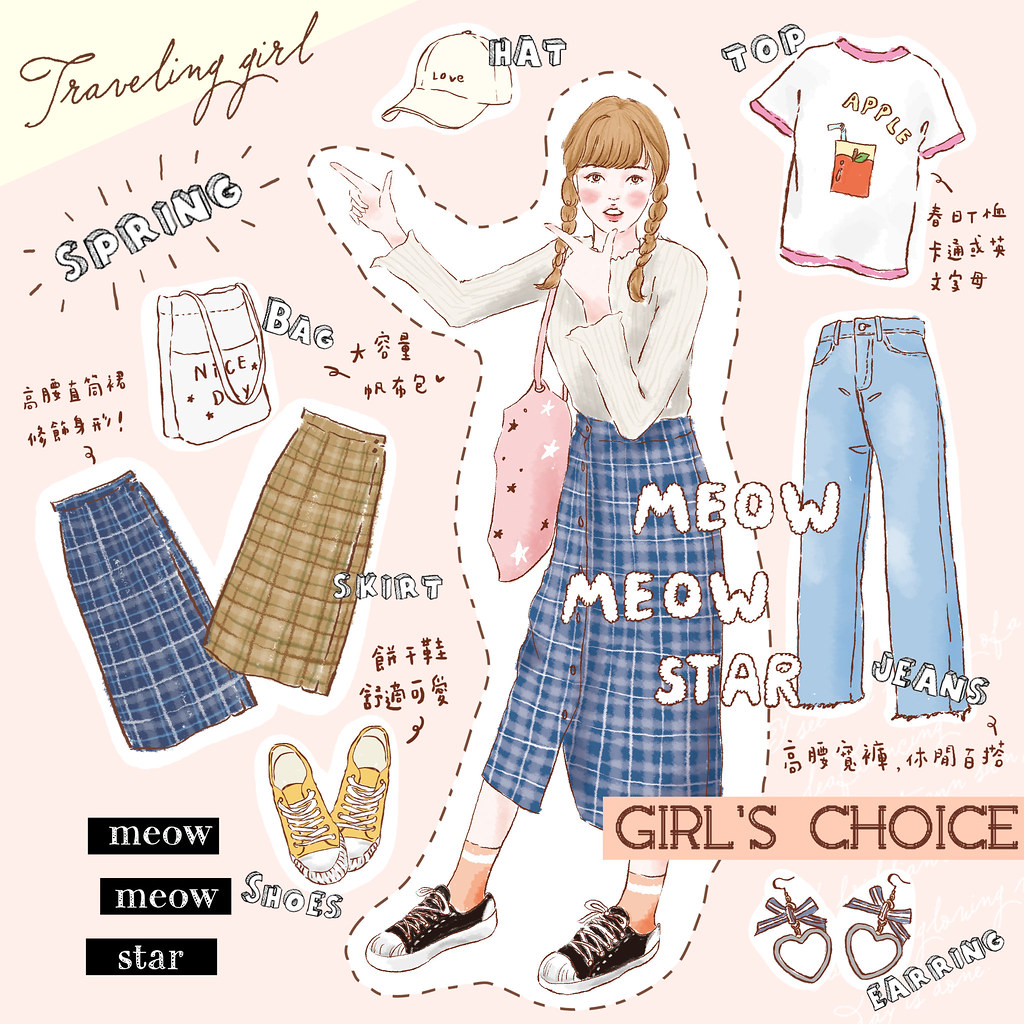 Traveling girl
HAT
Love
TOP
APPLE
SPRING
春日T恤
卡通或英
文字母
BAG
NICE
DAY
大容量
帆布包
高腰直筒裙
修飾身形!
MEOW
MEOW
STAR
SKIRT
餅干鞋
舒適可愛
JEANS
高腰寬褲,休閒百搭
GIRL'S CHOICE
meow
meow
star
SHOES
EARRING